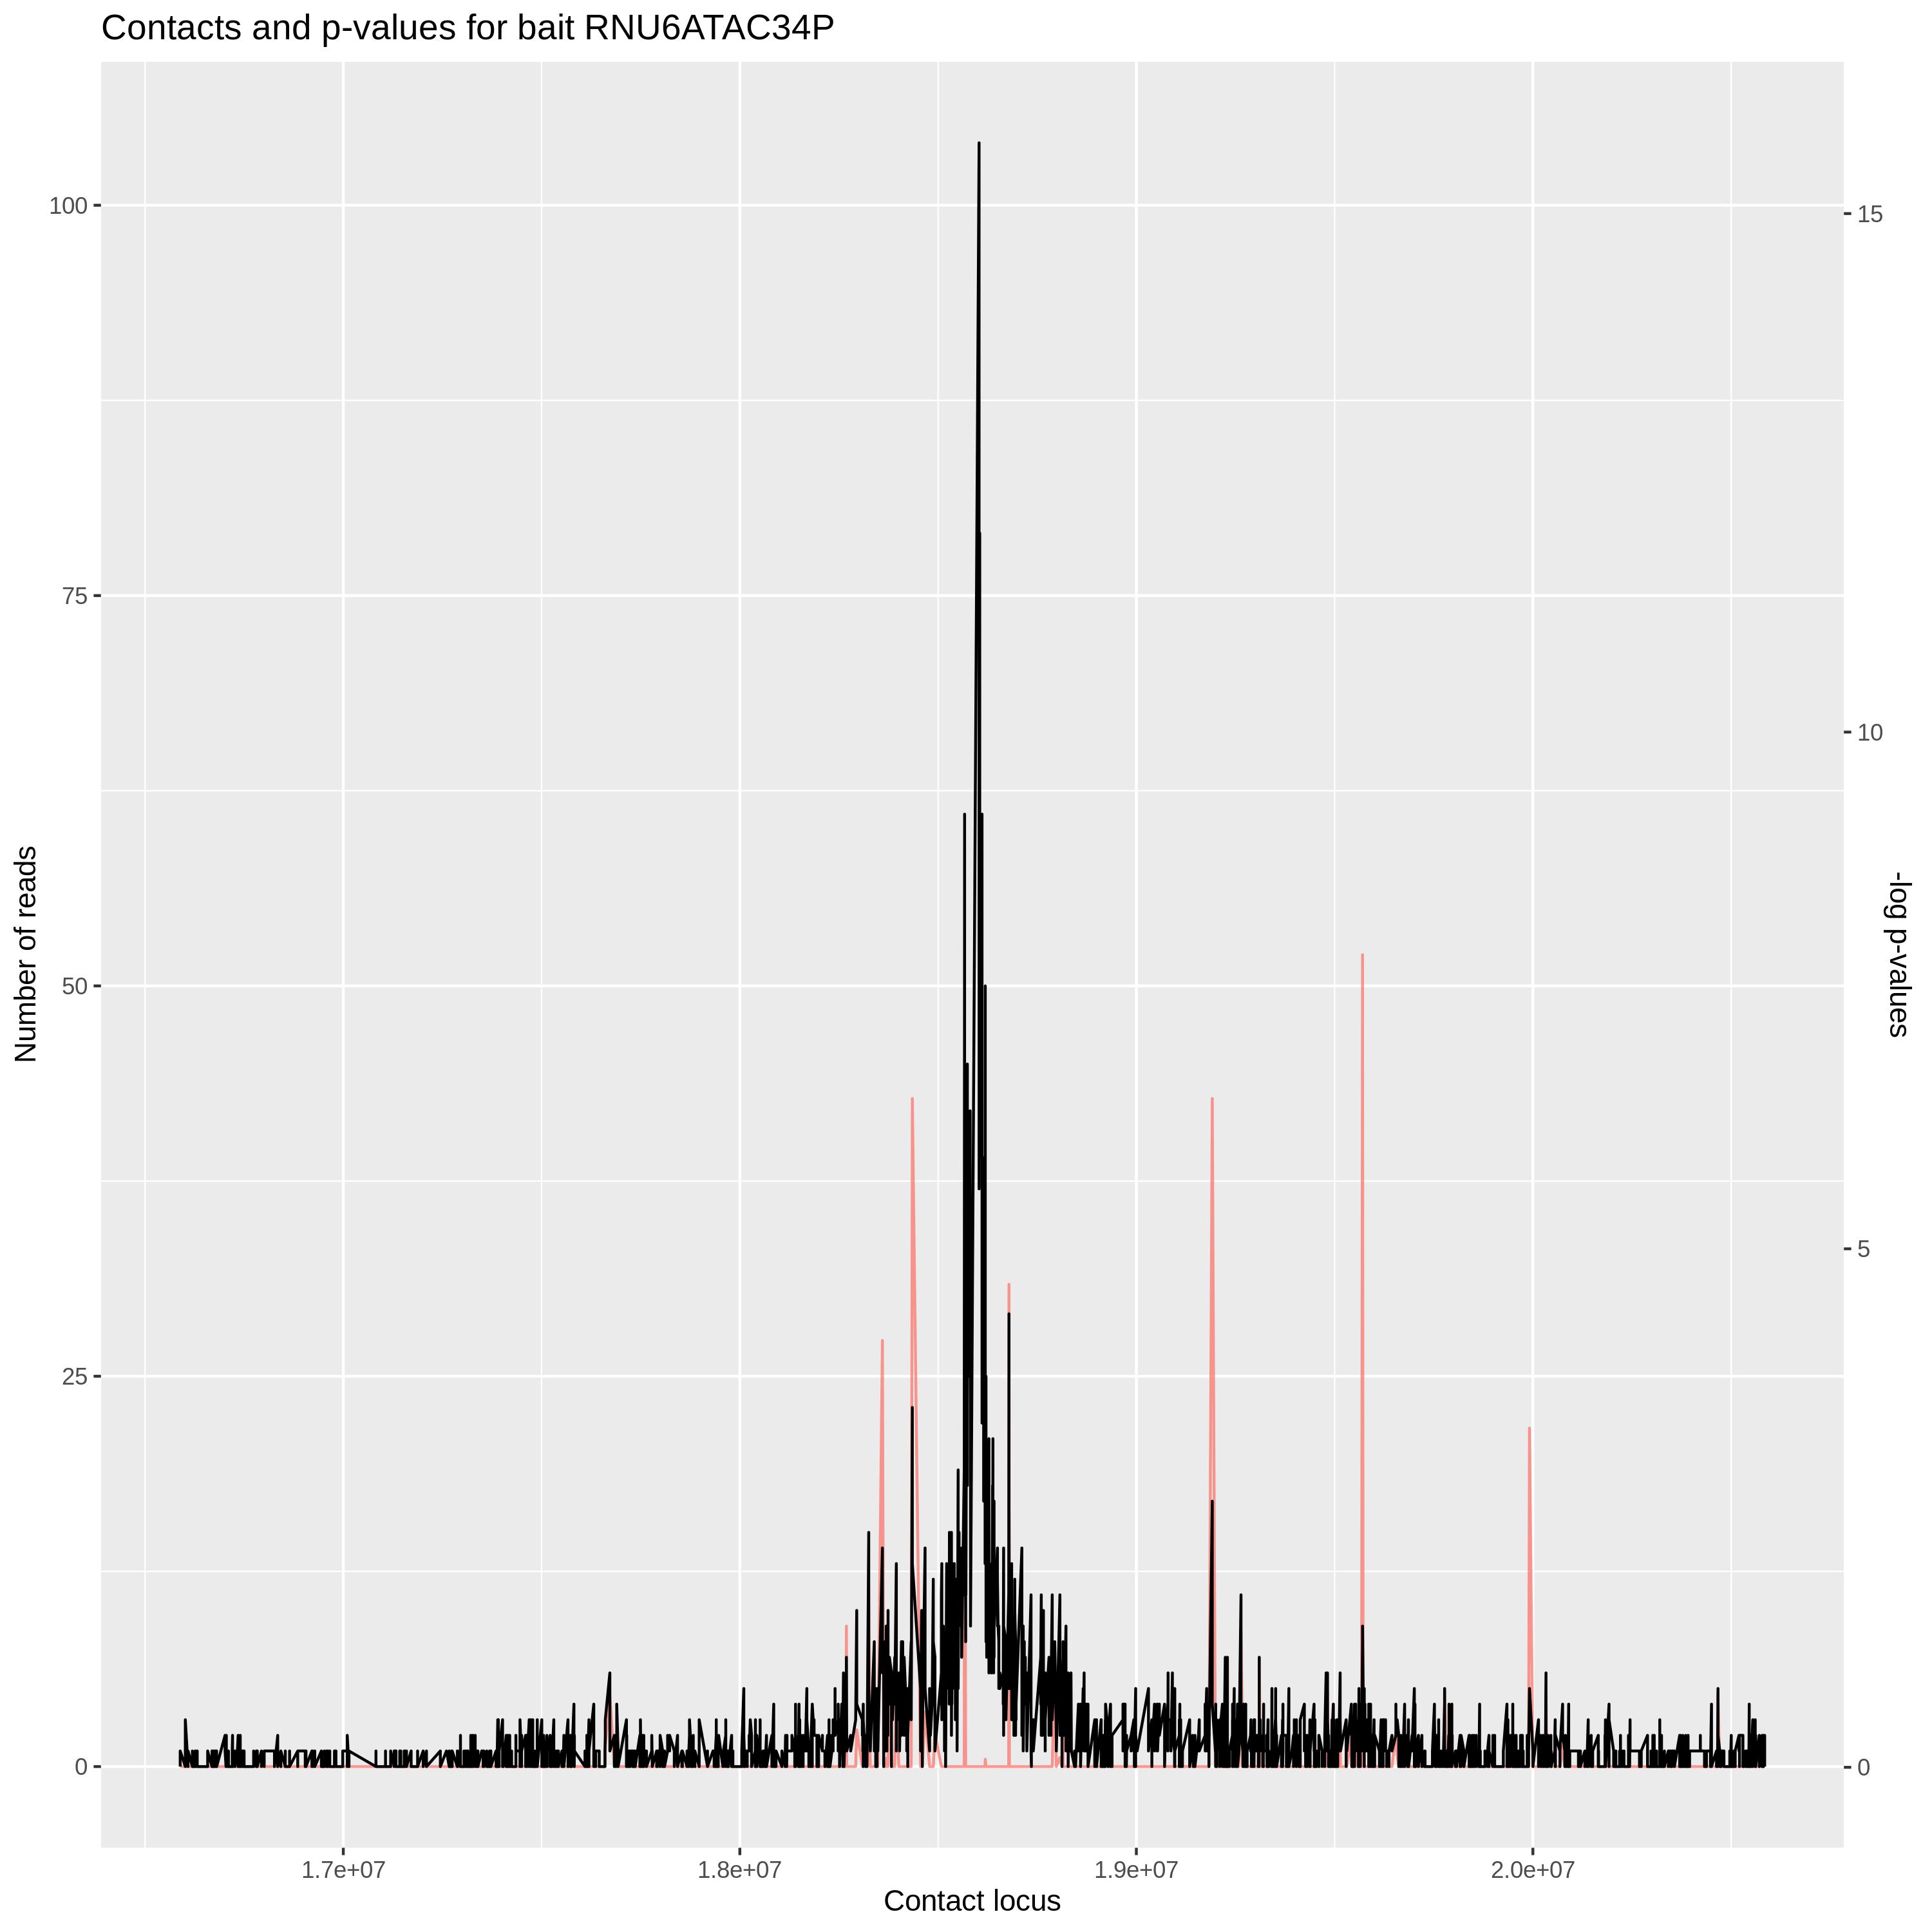 Contacts and p-values for bait RNU6ATAC34P
100
75
50
25
0
Number of reads
15
10
5
0
-log p-values
1.7e+07
1.8e+07
1.9e+07
2.0e+07
Contact locus